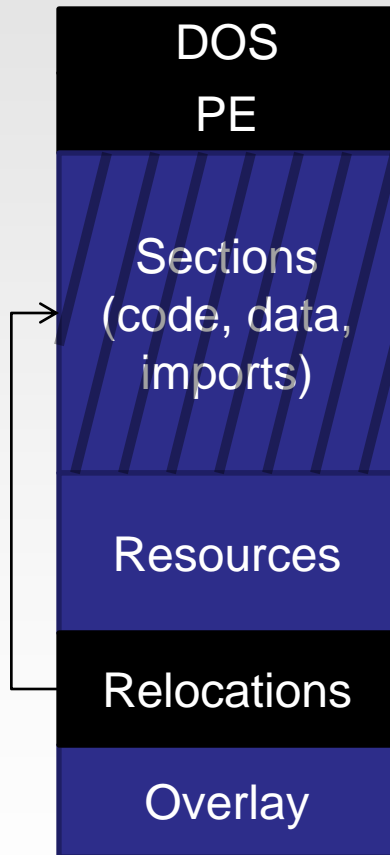 DOS
PE
Sections
(code, data,
imports)
Resources
Relocations
Overlay